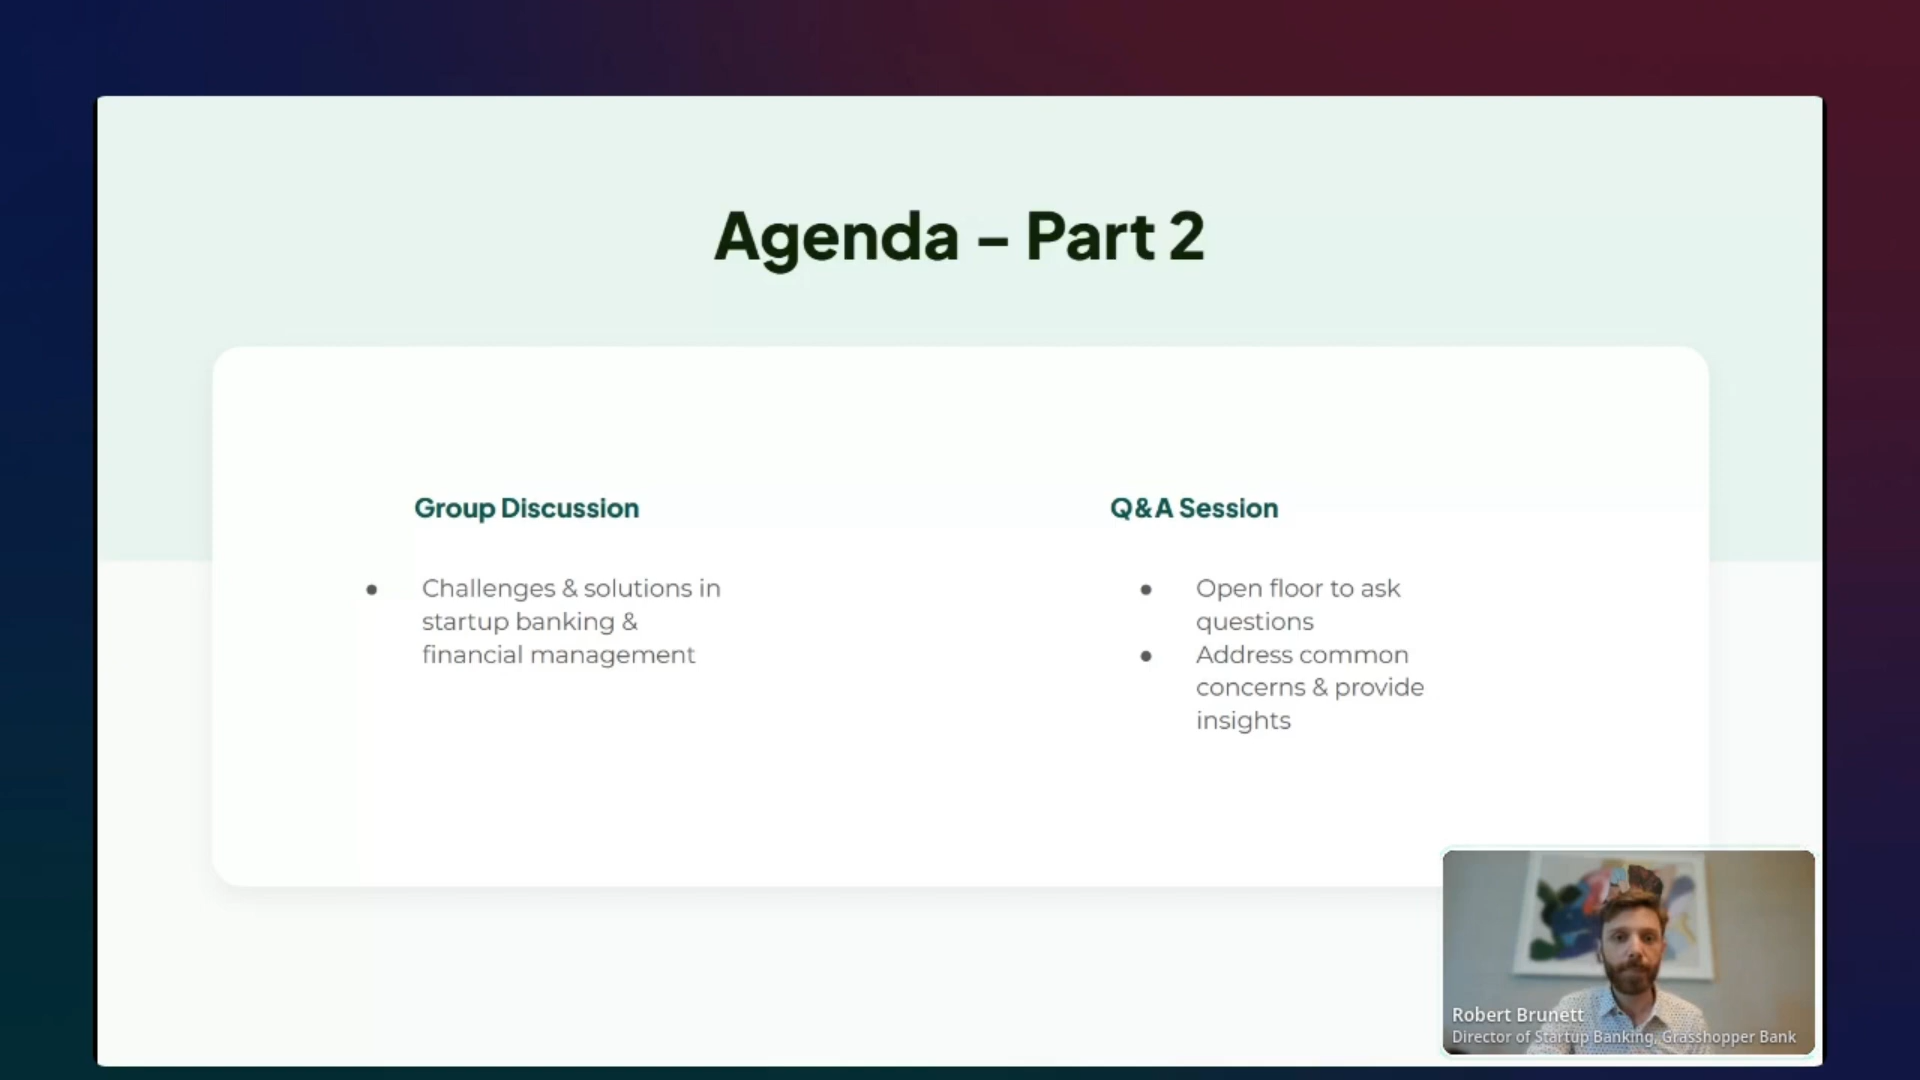 Agenda – Part 2
Group Discussion
• Challenges & solutions in
startup banking &
financial management
Q&A Session
• Open floor to ask
questions
• Address common
concerns & provide
insights
Robert Brunett
Director of Startup Banking, Grasshopper Bank